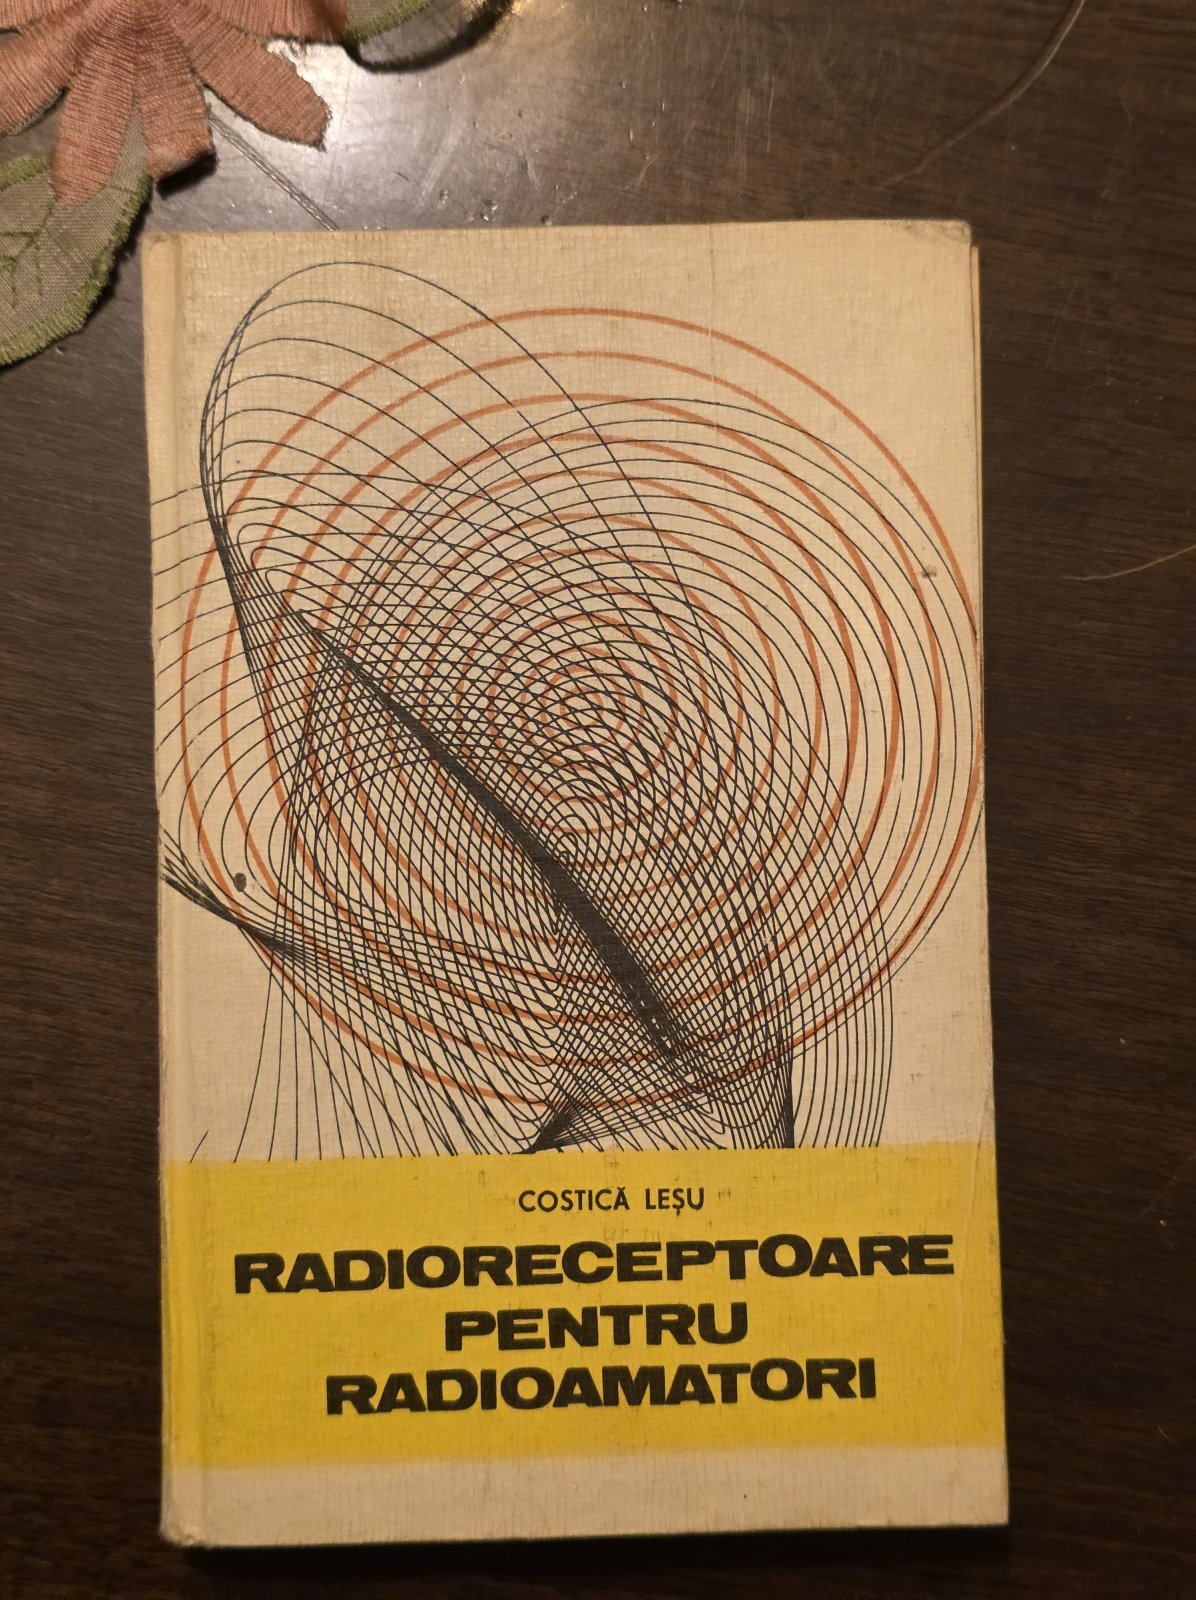 COSTICĂ LEȘU
RADIORECEPTOARE
PENTRU
RADIOAMATORI